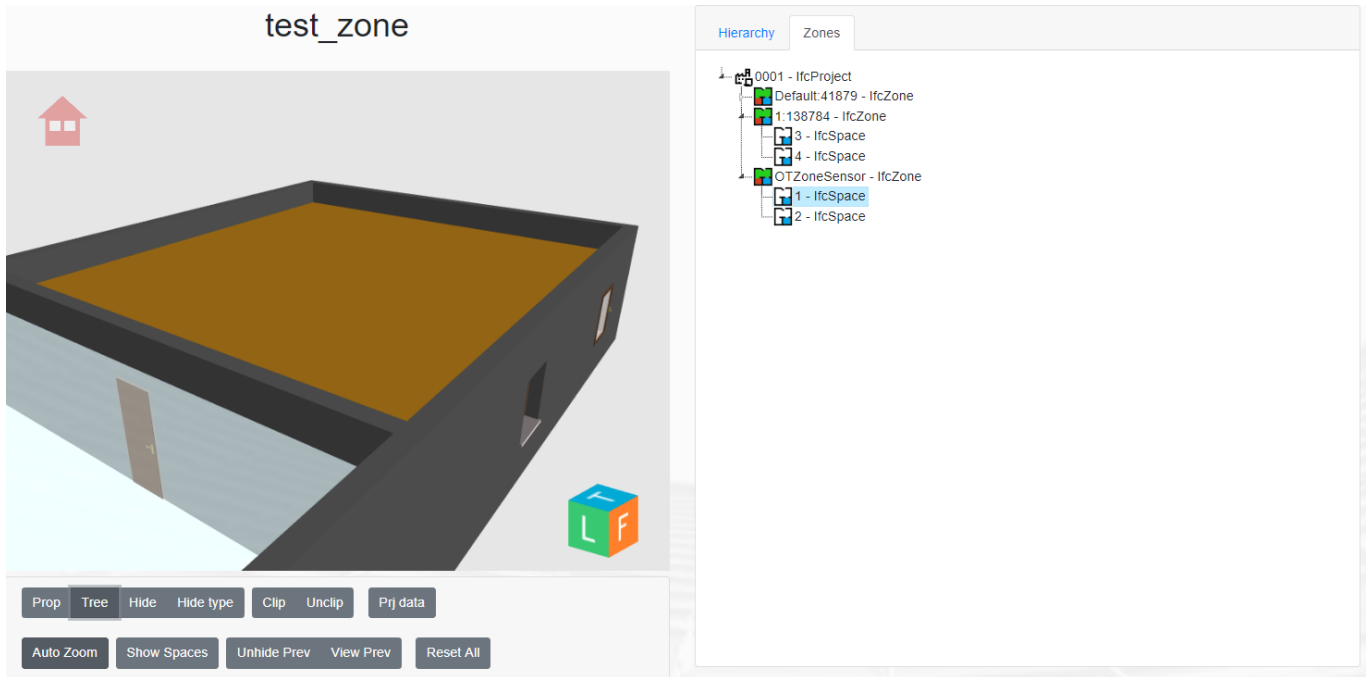 test_zone
Hierarchy
Zones
0001 - IfcProject
Default:41879 - IfcZone
1:138784 - IfcZone
3 - IfcSpace
4 - IfcSpace
OTZoneSensor - IfcZone
1 - IfcSpace
2 - IfcSpace
T
L F
Prop Tree Hide Hide type Clip Unclip Prj data
Auto Zoom Show Spaces Unhide Prev View Prev Reset All